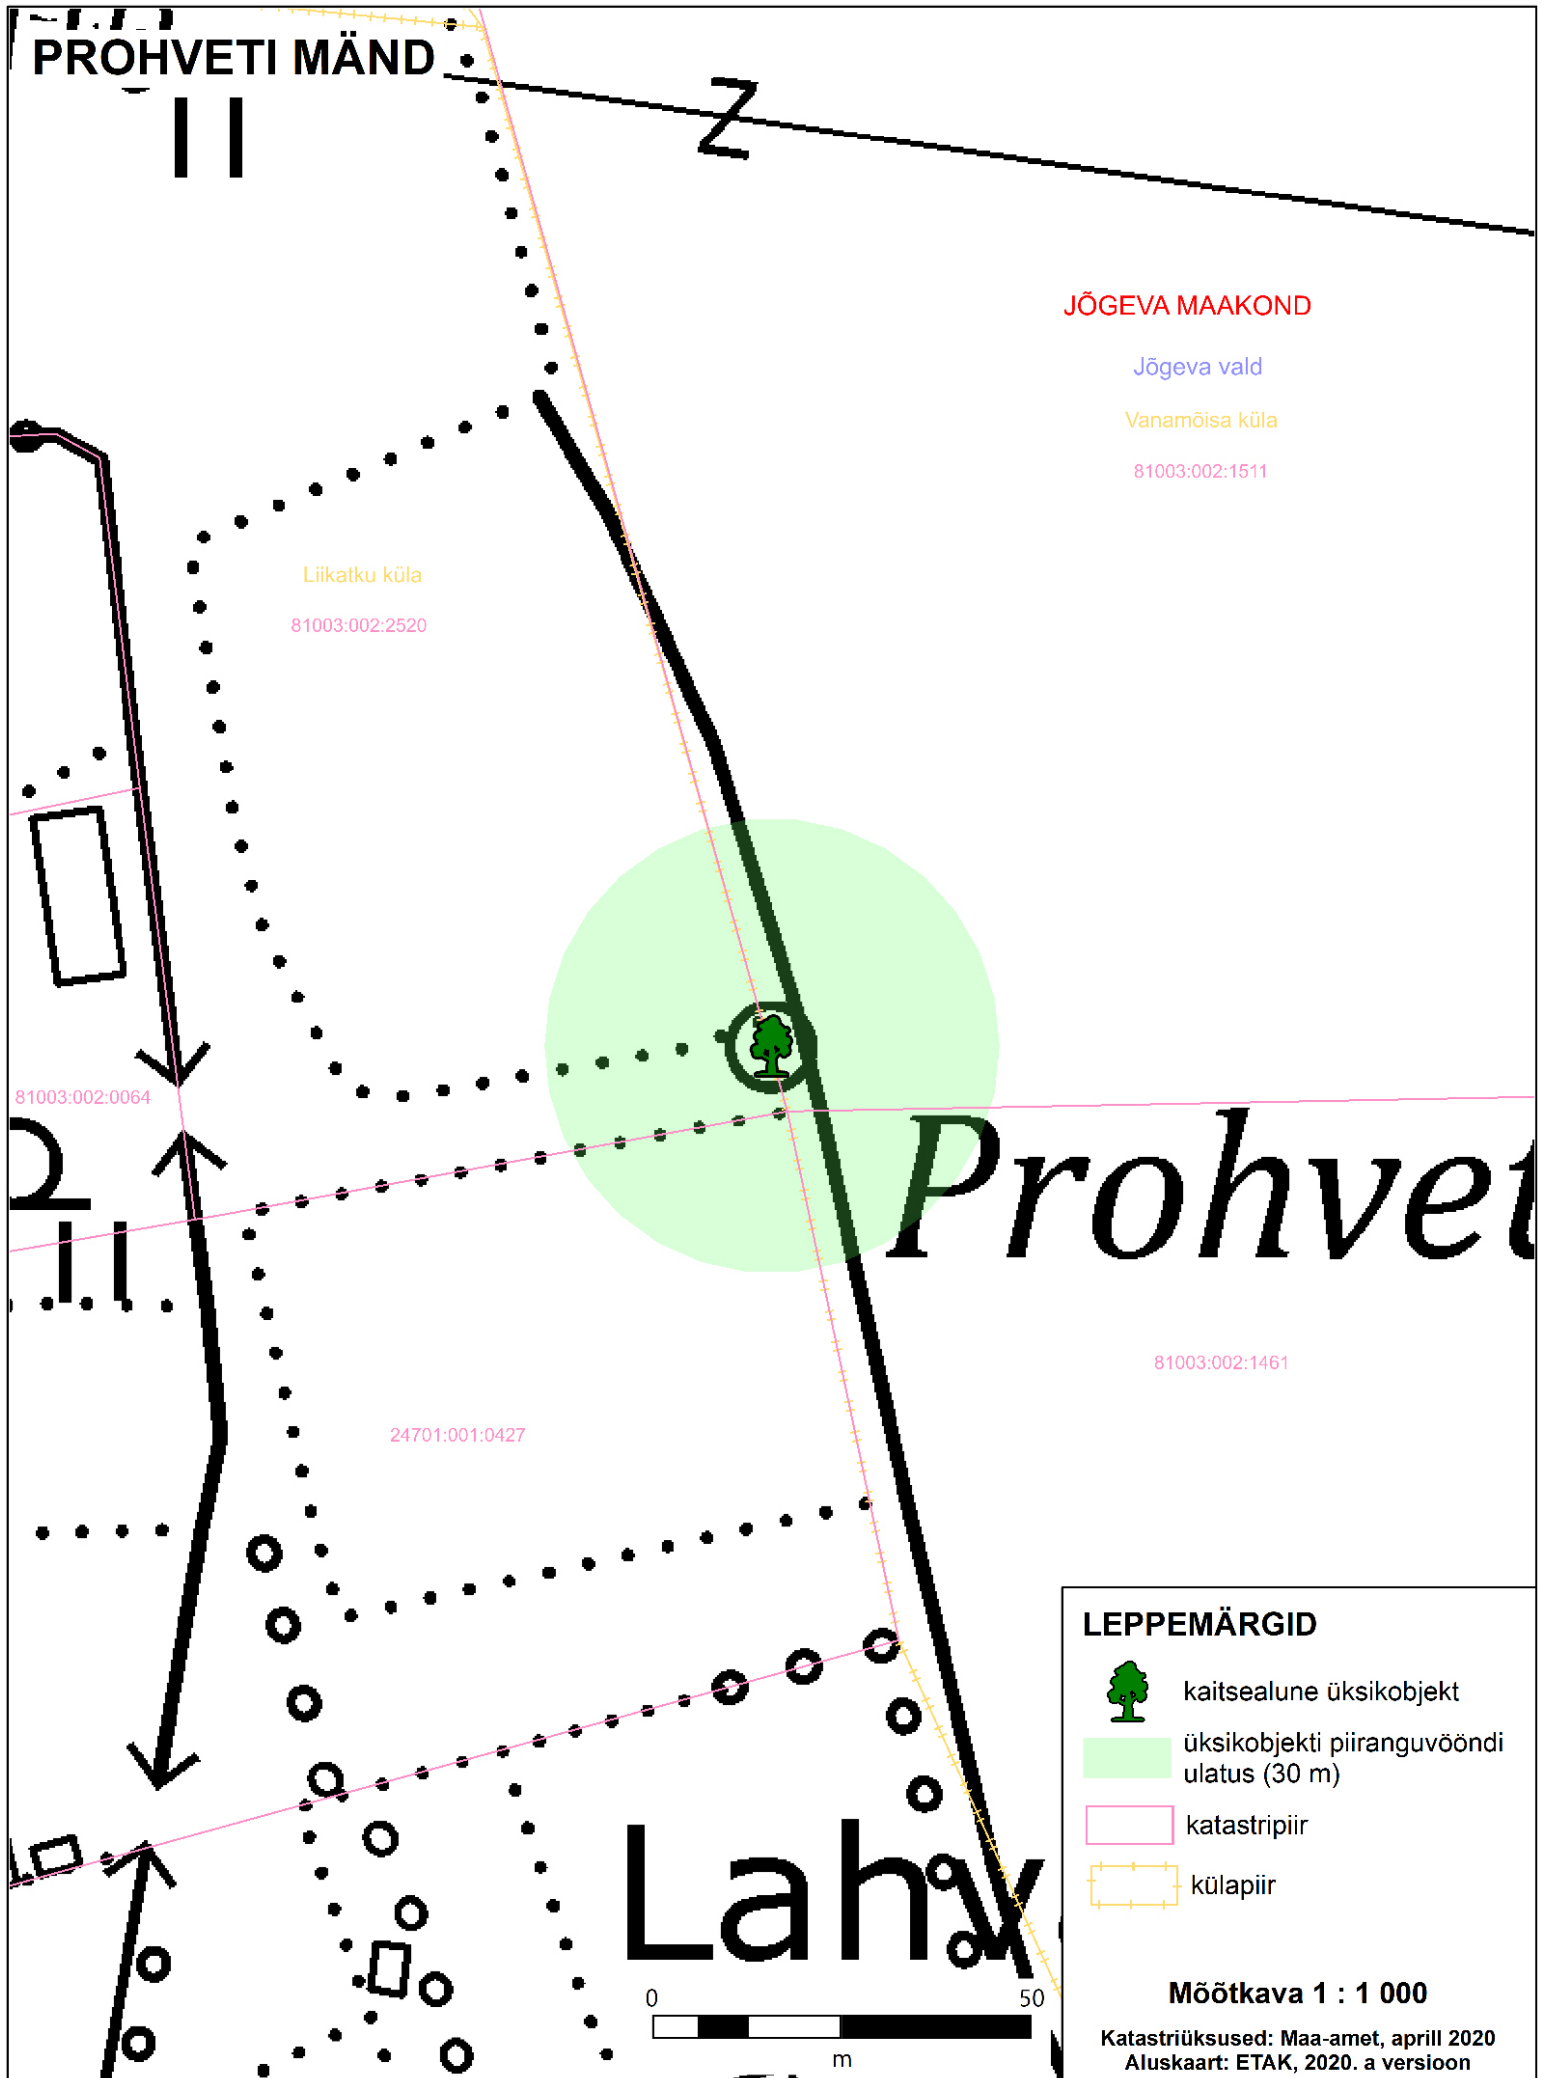 PROHVETI MÄND
JÕGEVA MAAKOND
Jõgeva vald
Vanamõisa küla
81003:002:1511
Liikatku küla
81003:002:2520
81003:002:0064
Prohvet
81003:002:1461
24701:001:0427
Lahv
0
50
m
LEPPEMÄRGID
kaitsealune üksikobjekt
üksikobjekti piiranguvööndi
ulatus (30 m)
katastripiir
külapiir
Mõõtkava 1 : 1 000
Katastriüksused: Maa-amet, aprill 2020
Aluskaart: ETAK, 2020. a versioon